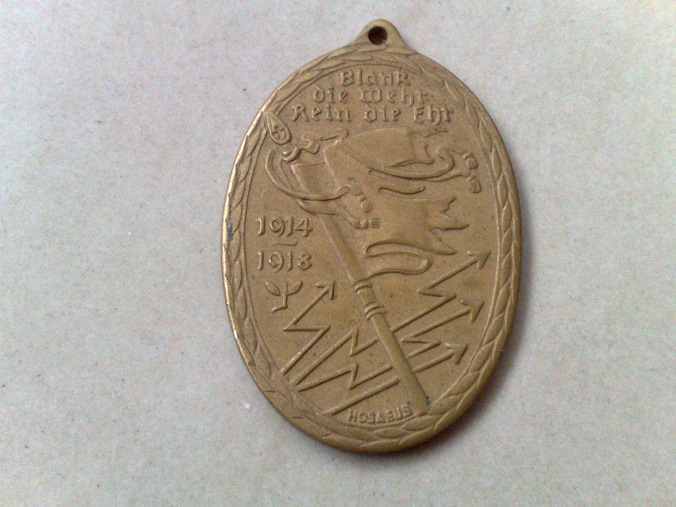 Blank
die Wehr
Rein die Ehr
1914
1918
HOSAEUS